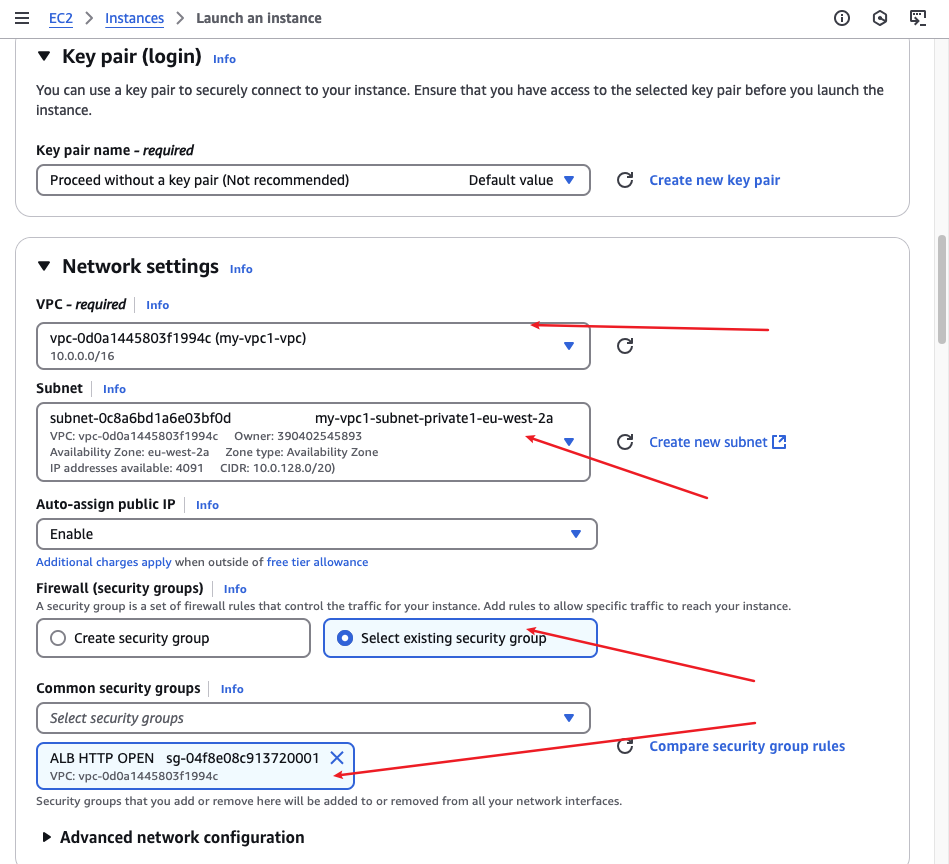 EC2 > Instances > Launch an instance
Key pair (login) Info
You can use a key pair to securely connect to your instance. Ensure that you have access to the selected key pair before you launch the
instance.
Key pair name - required
Proceed without a key pair (Not recommended) Default value
Create new key pair
Network settings Info
VPC - required Info
vpc-0d0a1445803f1994c (my-vpc1-vpc)
10.0.0.0/16
Subnet Info
subnet-0c8a6bd1a6e03bf0d my-vpc1-subnet-private1-eu-west-2a
VPC: vpc-0d0a1445803f1994c Owner: 390402545893
Availability Zone: eu-west-2a Zone type: Availability Zone
IP addresses available: 4091 CIDR: 10.0.128.0/20)
Create new subnet
Auto-assign public IP Info
Enable
Additional charges apply when outside of free tier allowance
Firewall (security groups) Info
A security group is a set of firewall rules that control the traffic for your instance. Add rules to allow specific traffic to reach your instance.
Create security group
Select existing security group
Common security groups Info
Select security groups
ALB HTTP OPEN sg-04f8e08c913720001
VPC: vpc-0d0a1445803f1994c
Compare security group rules
Security groups that you add or remove here will be added to or removed from all your network interfaces.
Advanced network configuration